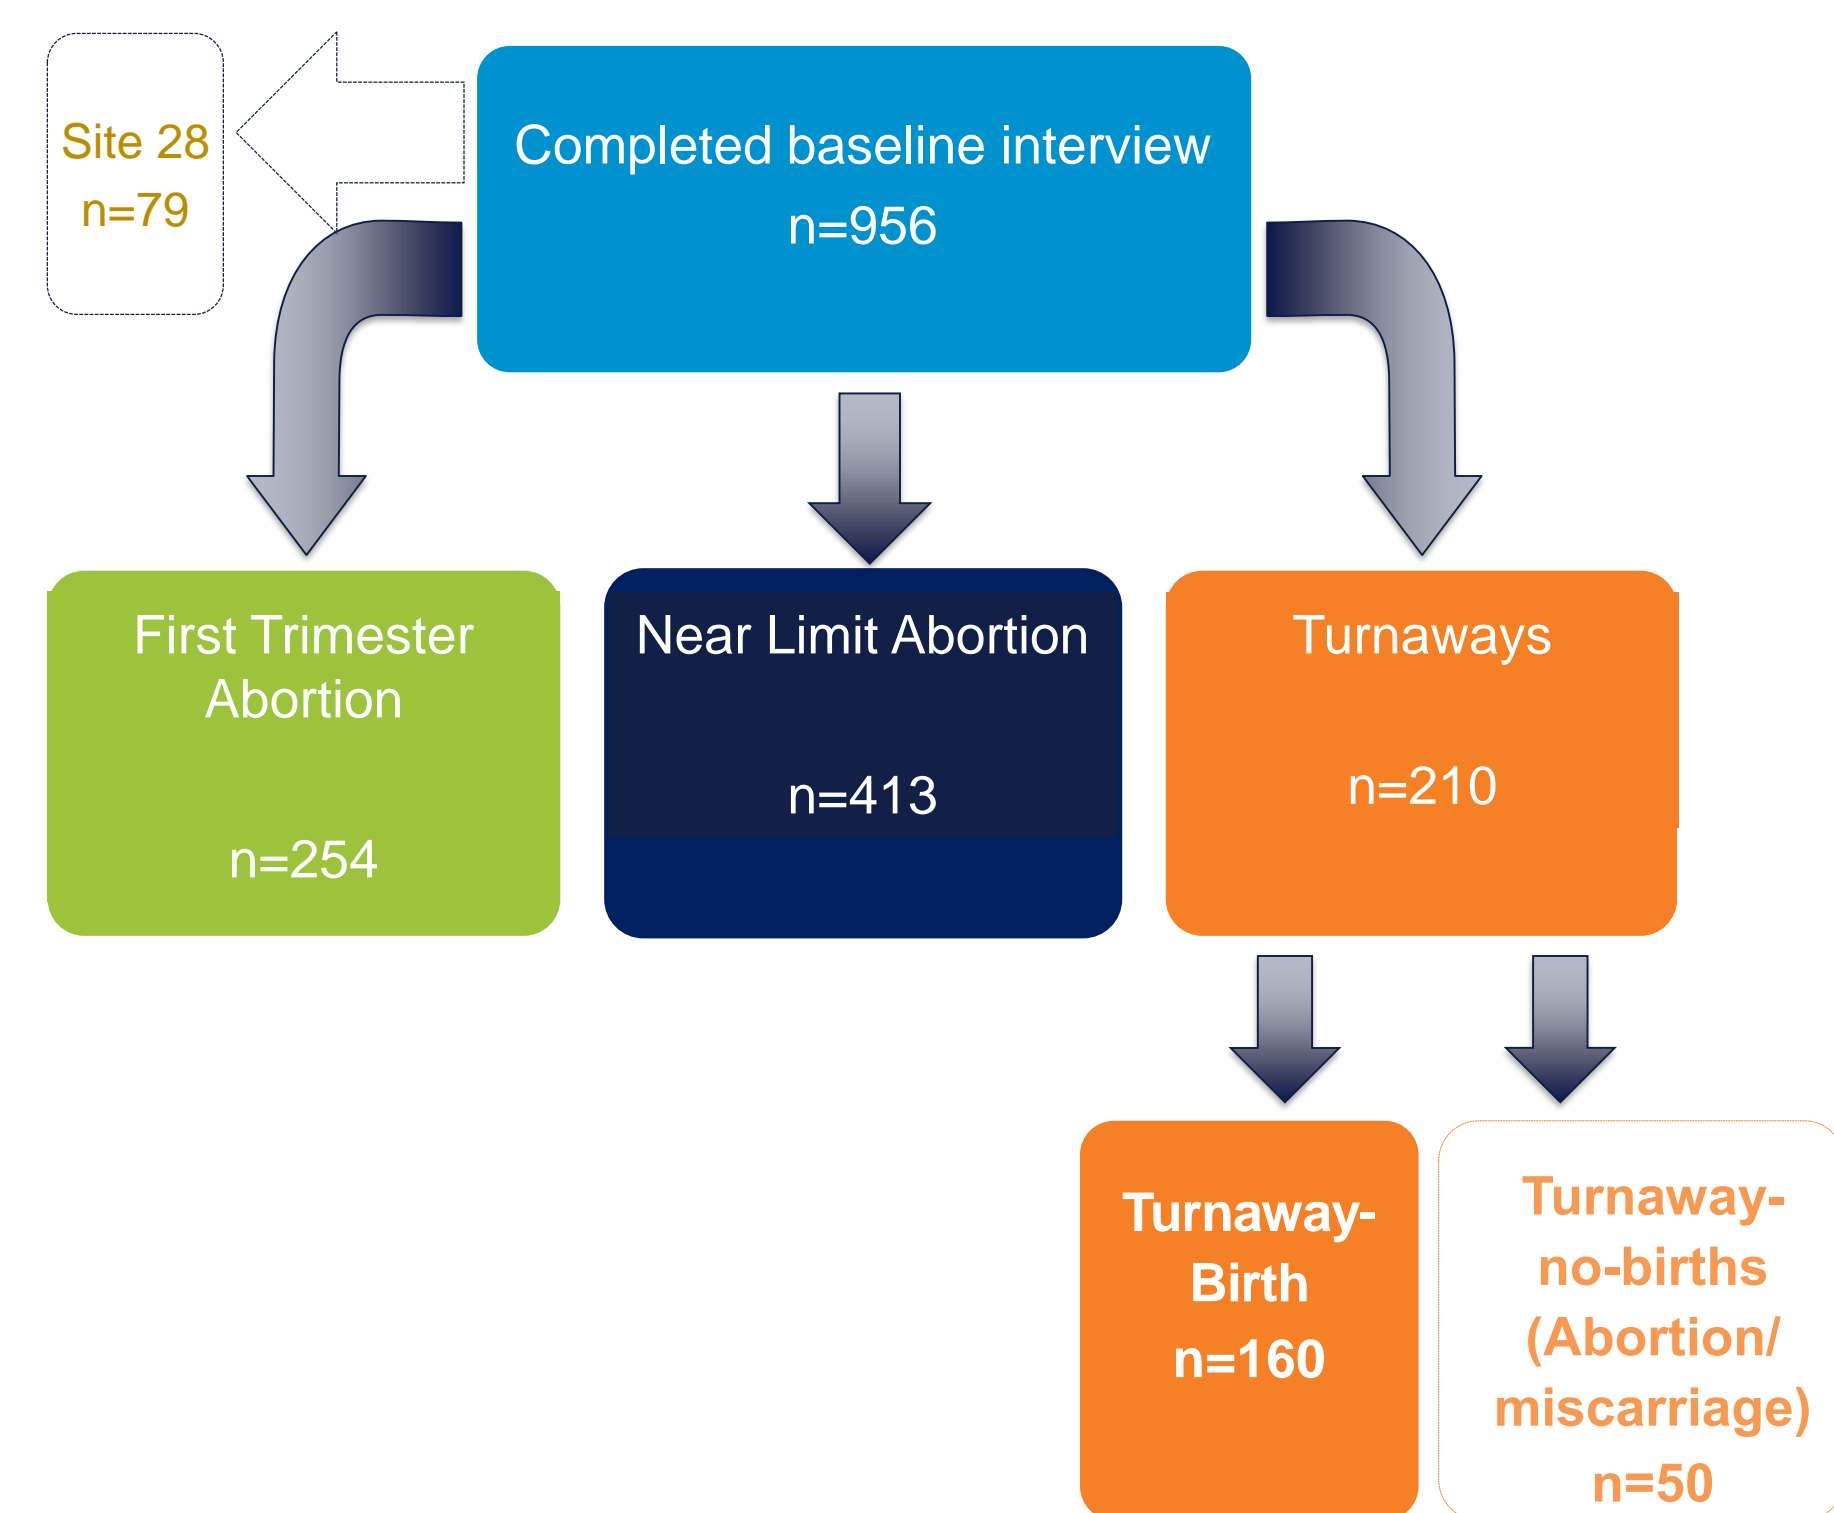 Site 28
n=79
Completed baseline interview
n=956
First Trimester
Abortion
n=254
Near Limit Abortion
n=413
Turnaways
n=210
Turnaway-
Birth
n=160
Turnaway-
no-births
(Abortion/
miscarriage)
n=50